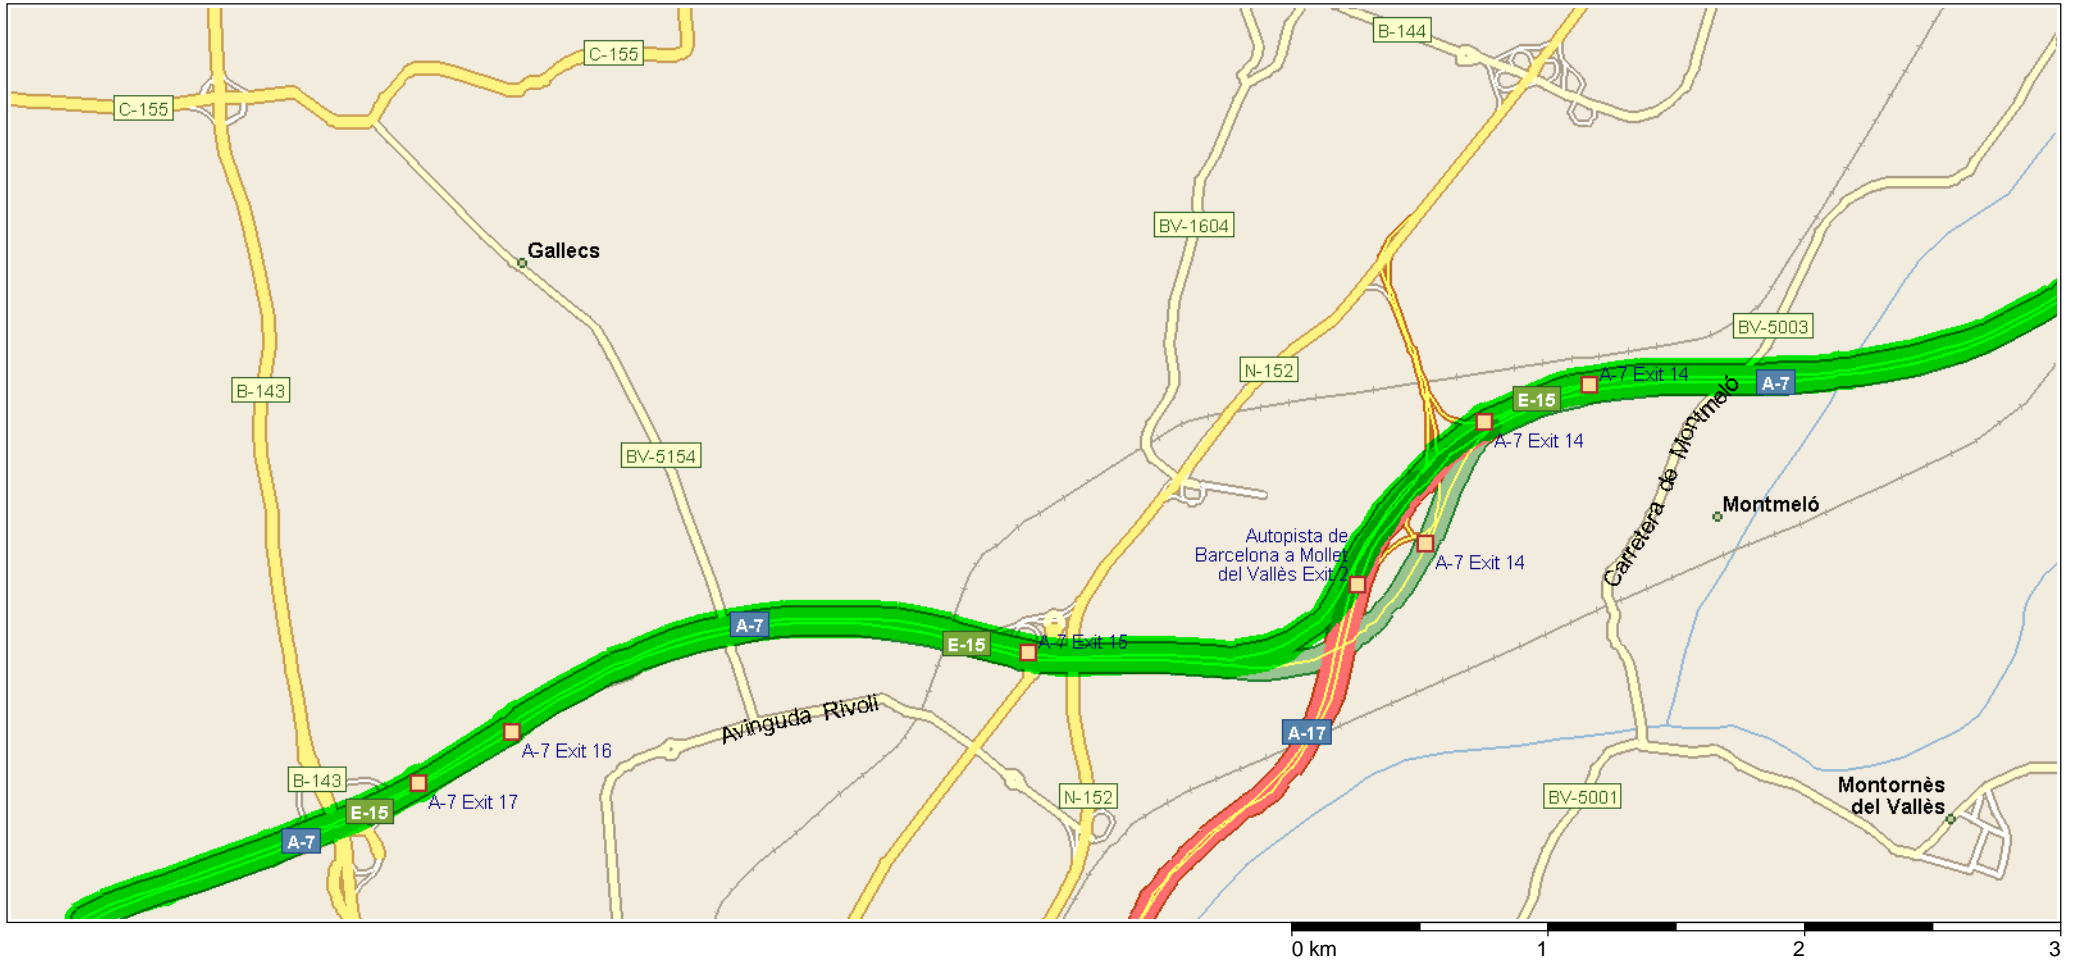 B-144
C-155
C-155
BV-1604
Gallecs
BV-5003
N-152
A-7 Exit 14
A-7
B-143
E-15
A-7 Exit 14
BV-5154
Carretera de Montmeló
Montmeló
Autopista de
Barcelona a Mollet
del Vallès Exit 2
A-7 Exit 14
A-7
E-15
A-7 Exit 15
Avinguda Rivoli
A-17
A-7 Exit 16
B-143
A-7 Exit 17
E-15
A-7
N-152
BV-5001
Montornès
del Vallès
0 km
1
2
3